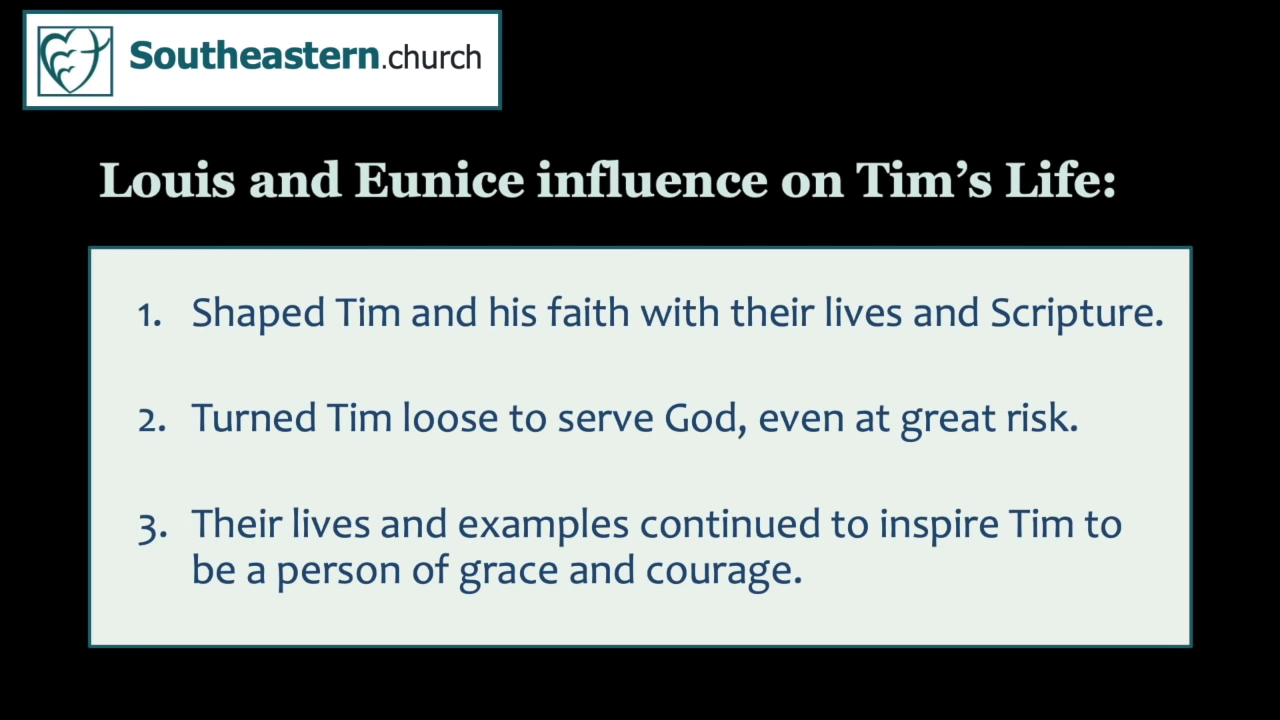 Southeastern.church
Louis and Eunice influence on Tim’s Life:
1. Shaped Tim and his faith with their lives and Scripture.
2. Turned Tim loose to serve God, even at great risk.
3. Their lives and examples continued to inspire Tim to
be a person of grace and courage.